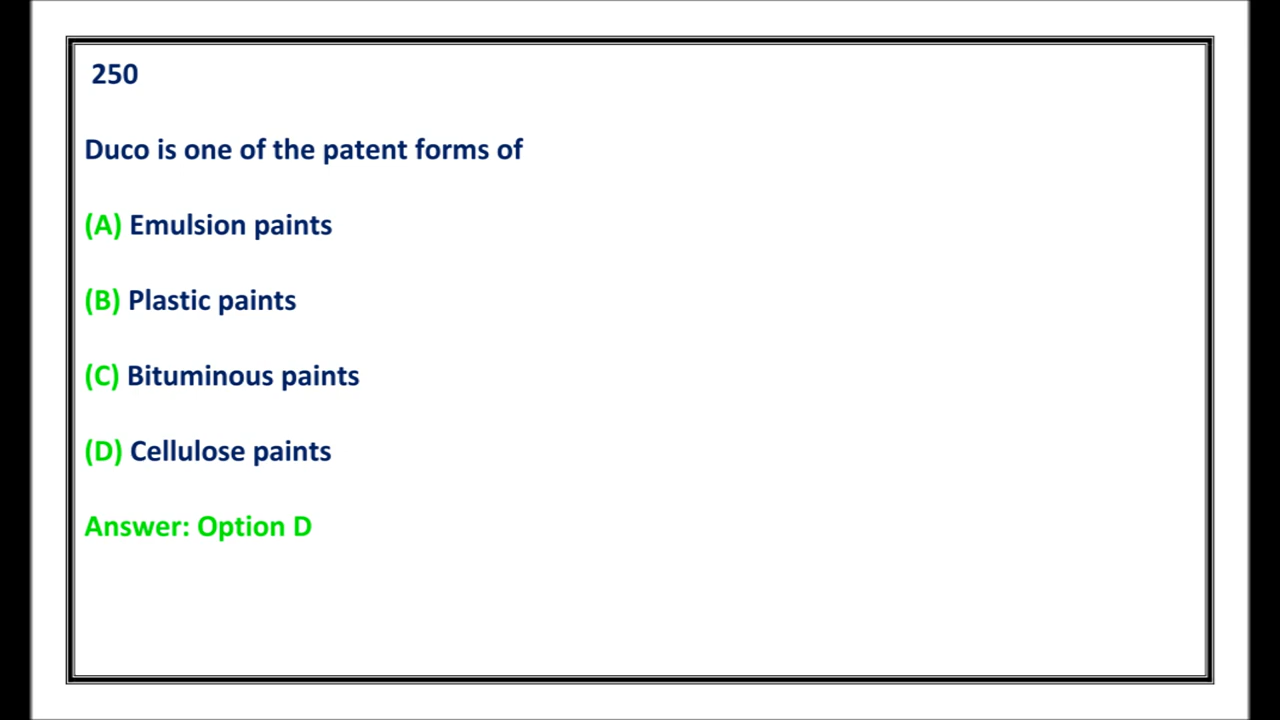 250
Duco is one of the patent forms of
(A) Emulsion paints
(B) Plastic paints
(C) Bituminous paints
(D) Cellulose paints
Answer: Option D